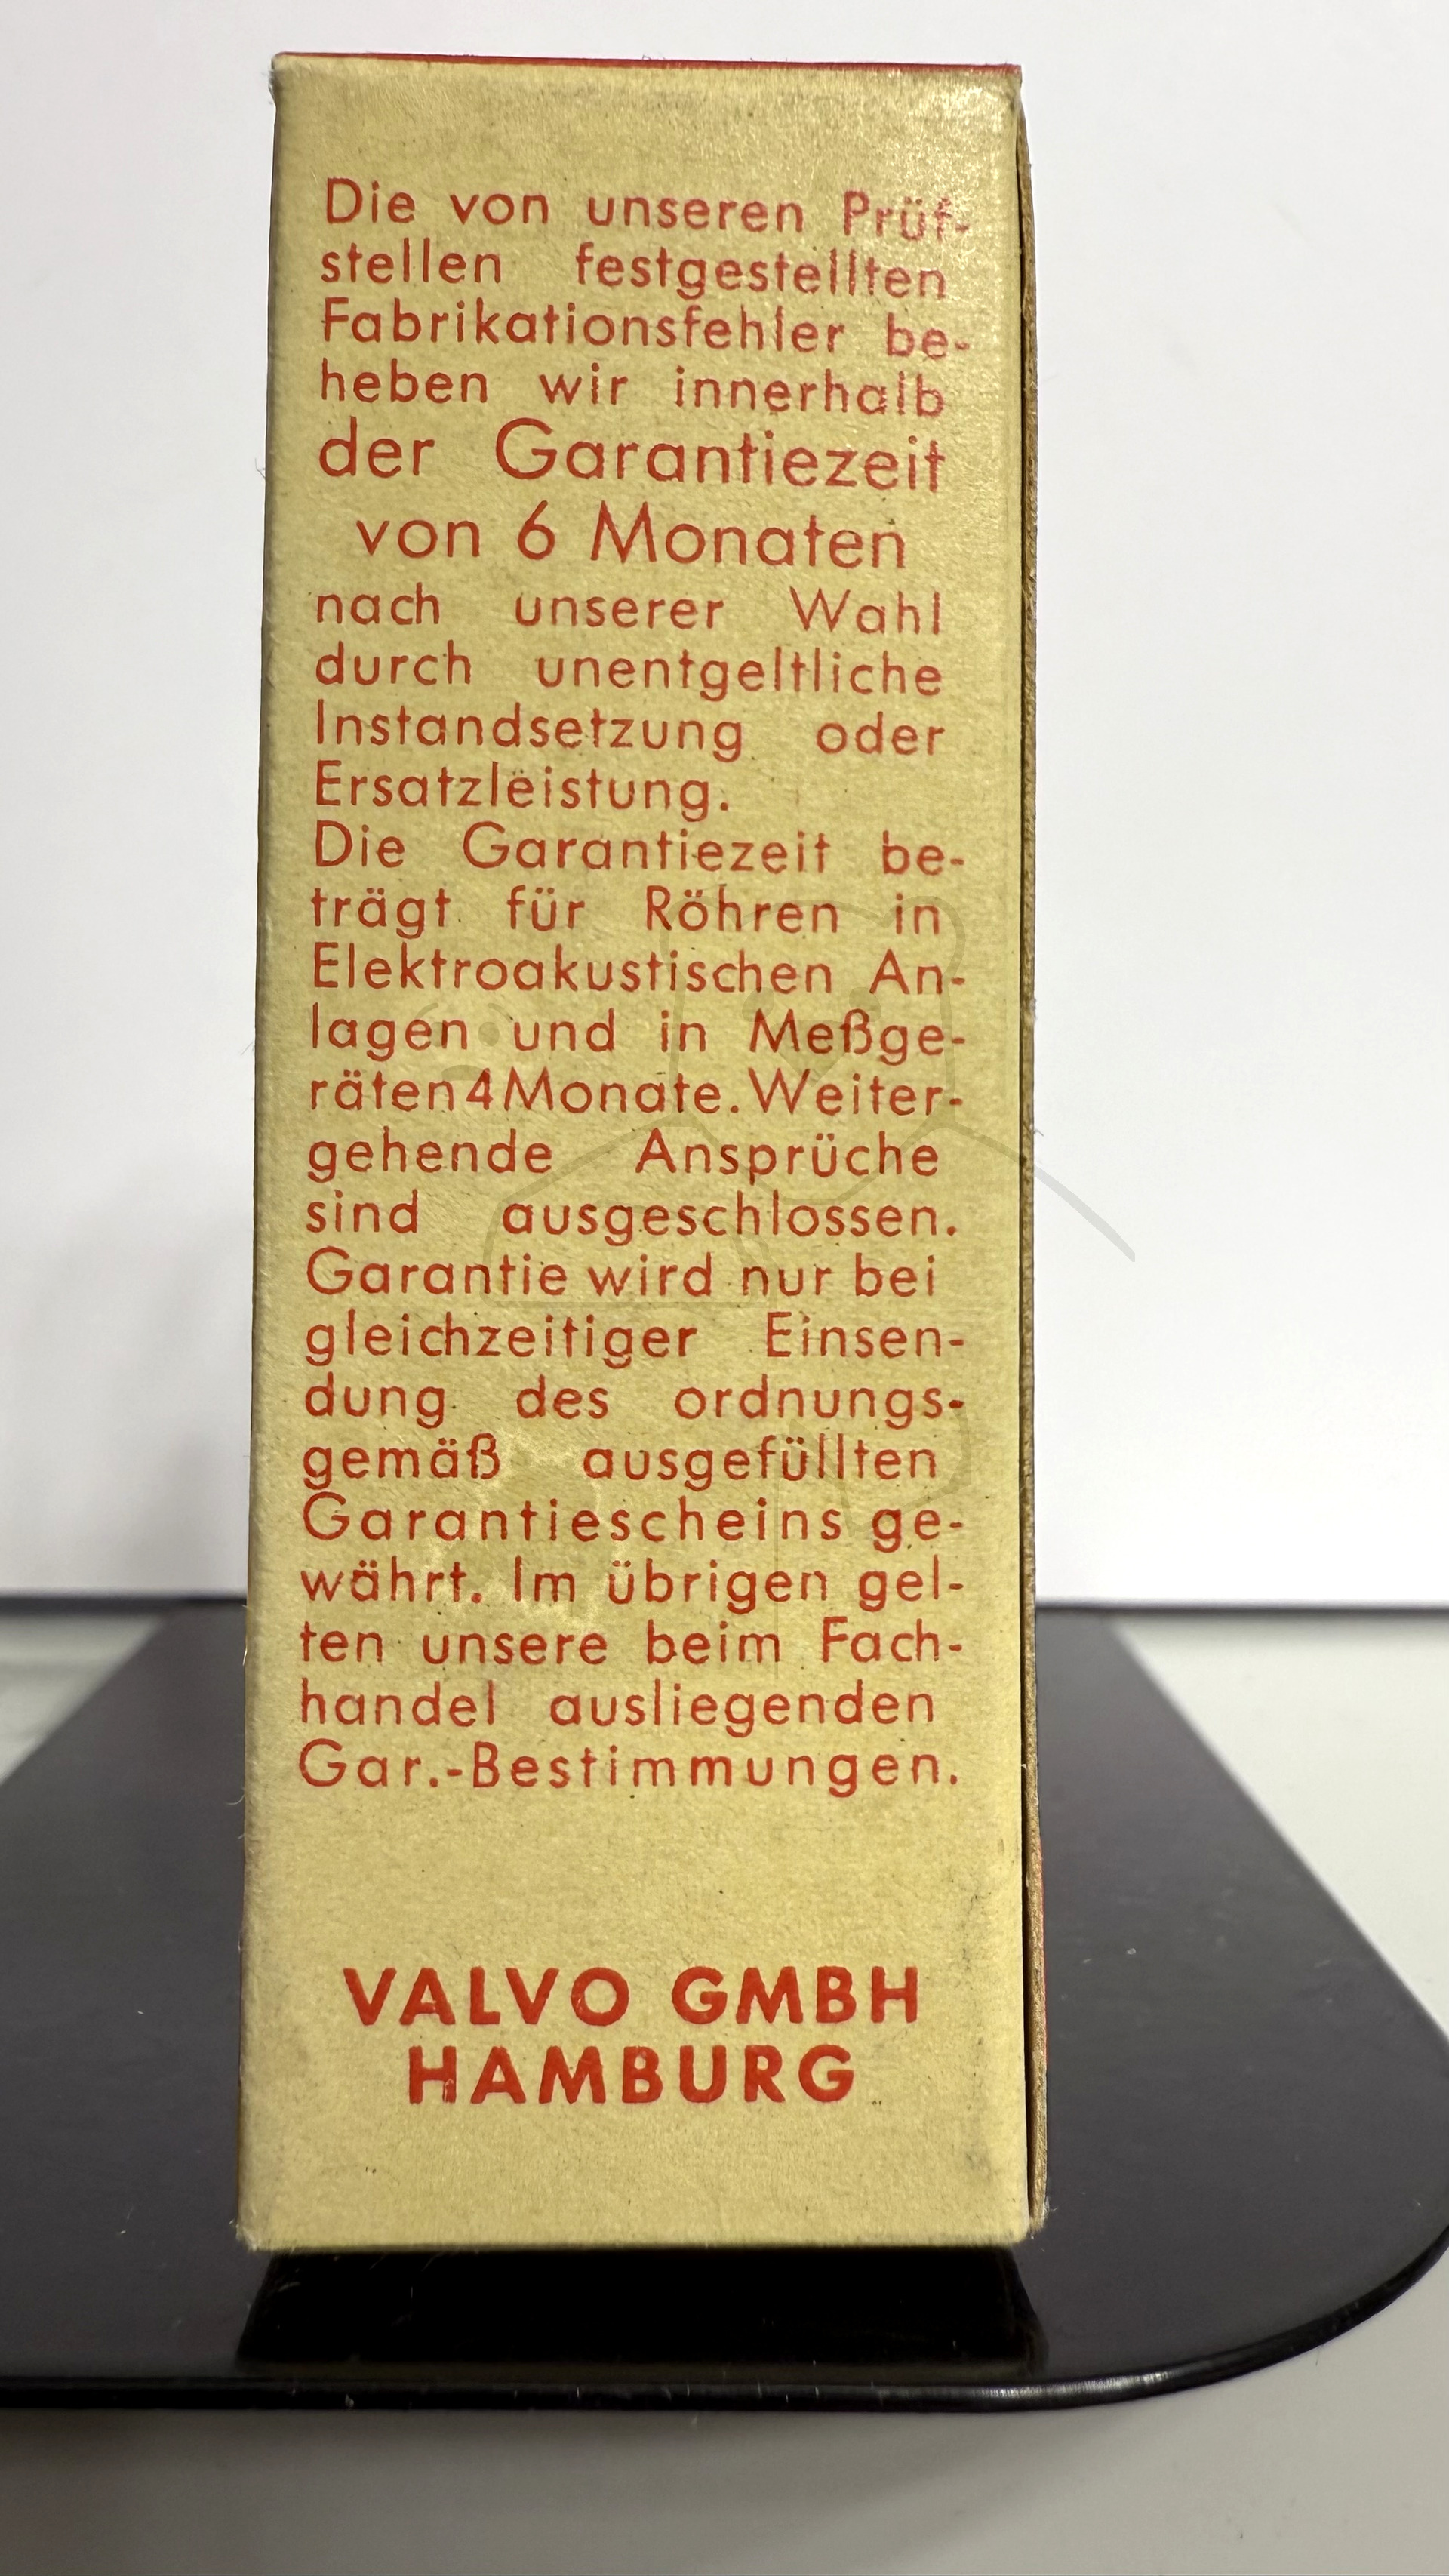 Die von unseren Prüf-
stellen festgestellten
Fabrikationsfehler be-
heben wir innerhalb
der Garantiezeit
von 6 Monaten
nach unserer Wahl
durch unentgeltliche
Instandsetzung oder
Ersatzleistung.
Die Garantiezeit be-
trägt für Röhren in
Elektroakustischen An-
lagen und in Meßge-
räten 4 Monate. Weiter-
gehende Ansprüche
sind ausgeschlossen.
Garantie wird nur bei
gleichzeitiger Einsen-
dung des ordnungs-
gemäß ausgefüllten
Garantiescheins ge-
währt. Im übrigen gel-
ten unsere beim Fach-
handel ausliegenden
Gar.-Bestimmungen.
VALVO GMBH
HAMBURG